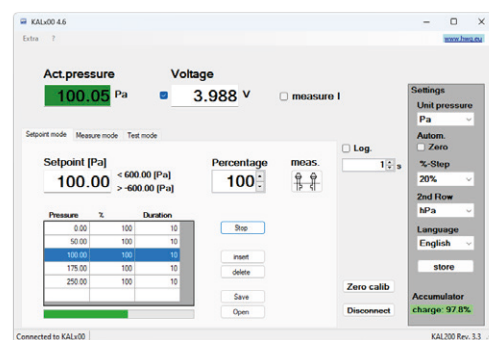 KALx00 4.6
Extra ?
www.hwg.eu
Act.pressure Voltage
100.05 Pa 3.988 V measure I
Setpoint mode Measure mode Test mode
Setpoint [Pa] Percentage meas.
100.00 < 600.00 [Pa] 100
> -600.00 [Pa]
Pressure % Duration
0.00 100 10
50.00 100 10
100.00 100 10
175.00 100 10
250.00 100 10
Stop
insert
delete
Save
Open
Log.
1 s
Zero calib
Disconnect
Settings
Unit pressure
Pa
Autom.
Zero
%-Step
20%
2nd Row
hPa
Language
English
store
Accumulator
charge: 97.8%
Connected to KALx00 KAL200 Rev. 3.3